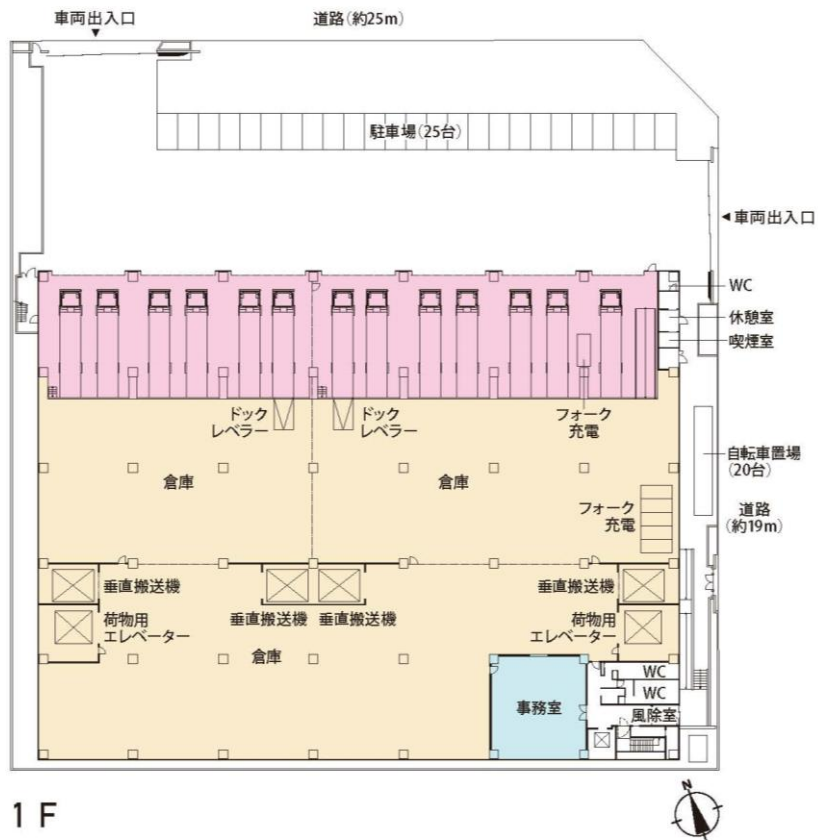 車両出入口
道路(約25m)
駐車場(25台)
車両出入口
WC
休憩室
喫煙室
ドック
レベラー
ドック
レベラー
フォーク
充電
自転車置場
(20台)
倉庫
倉庫
フォーク
充電
道路
(約19m)
垂直搬送機
垂直搬送機
垂直搬送機
垂直搬送機
荷物用
エレベーター
荷物用
エレベーター
倉庫
WC
WC
事務室
風除室
1 F
N